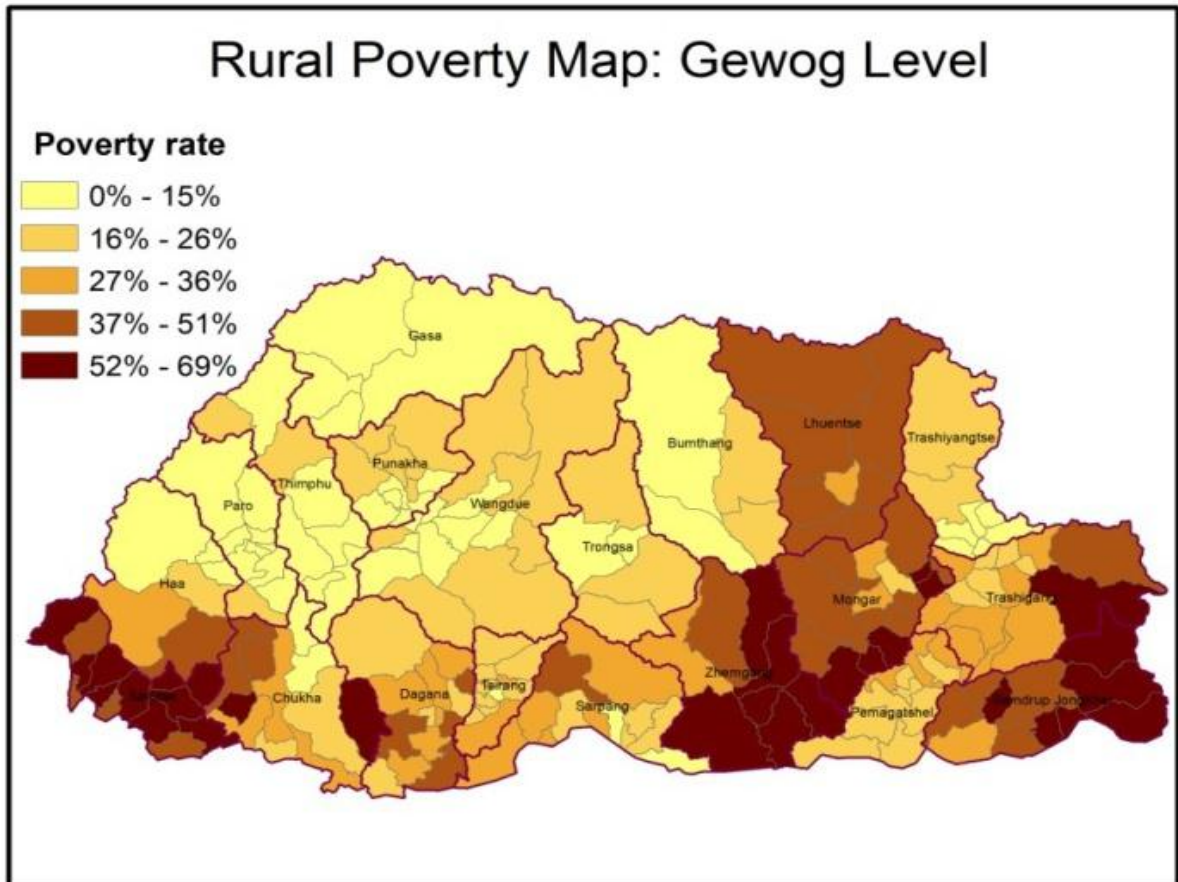 Rural Poverty Map: Gewog Level
Poverty rate
0% - 15%
16% - 26%
27% - 36%
37% - 51%
52% - 69%
Gasa
Lhuentse
Bumthang
Trashiyangtse
Punakha
Thimphu
Wangdue
Paro
Trongsa
Haa
Mongar
Trashigang
Zhemgang
Chukha
Dagana
Tsirang
Sarpang
Pemagatshel